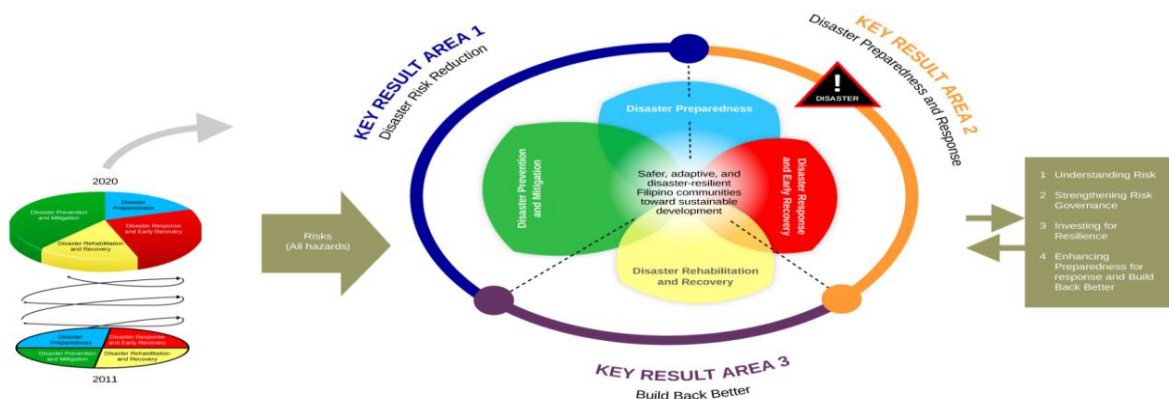 2020
Disaster Prevention
and Mitigation
Disaster
Preparedness
Disaster Response
and Early Recovery
Disaster Rehabilitation
and Recovery
Disaster
Preparedness
Disaster Response
and Early Recovery
Disaster Prevention
and Mitigation
Disaster Rehabilitation
and Recovery
2011
Risks
(All hazards)
KEY RESULT AREA 1
Disaster Risk Reduction
KEY RESULT AREA 2
Disaster Preparedness and Response
!
DISASTER
Disaster Preparedness
Disaster Prevention
and Mitigation
Safer, adaptive, and
disaster-resilient
Filipino communities
toward sustainable
development
Disaster Response
and Early Recovery
Disaster Rehabilitation
and Recovery
KEY RESULT AREA 3
Build Back Better
1 Understanding Risk
2 Strengthening Risk
Governance
3 Investing for
Resilience
4 Enhancing
Preparedness for
response and Build
Back Better